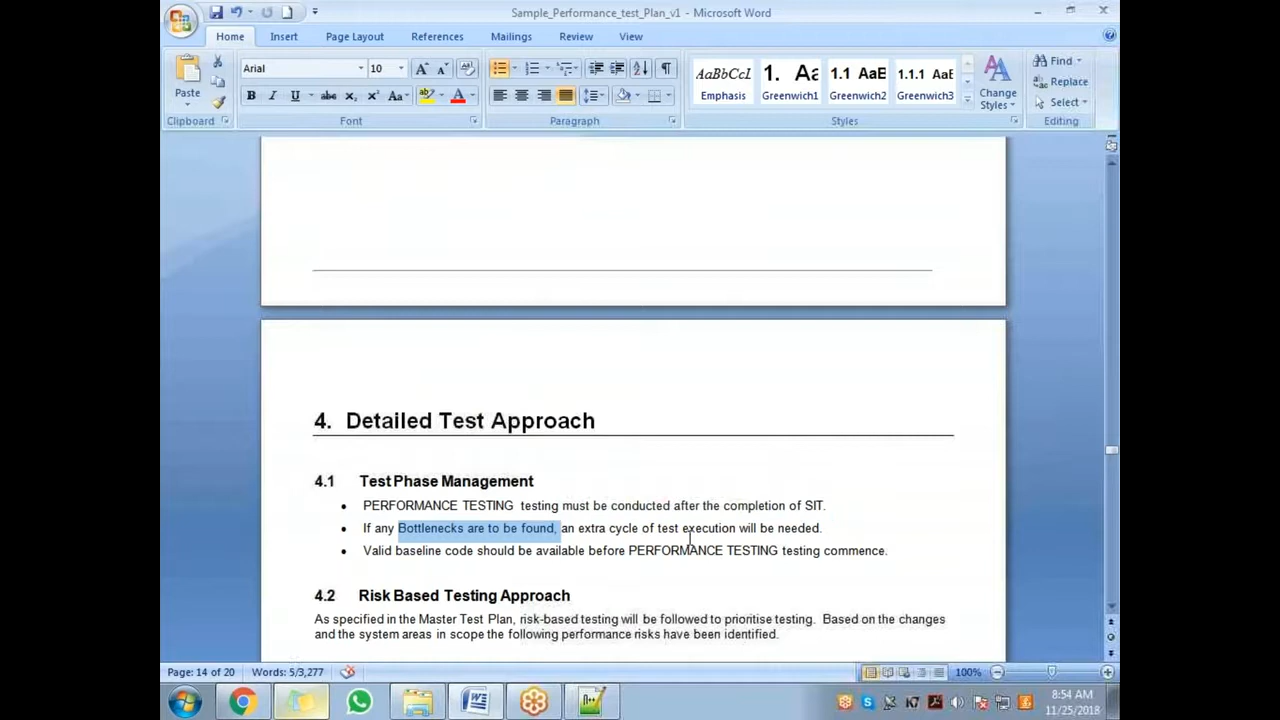 Sample_Performance_test_Plan_v1 - Microsoft Word
Home Insert Page Layout References Mailings Review View
Paste
Arial 10
AaBbCcL 1. Aa 1.1 AaB 1.1.1 AaB
Emphasis Greenwich1 Greenwich2 Greenwich3
Change Styles
Find
Replace
Select
Clipboard Font Paragraph Styles Editing
4. Detailed Test Approach
4.1 Test Phase Management
• PERFORMANCE TESTING testing must be conducted after the completion of SIT.
• If any Bottlenecks are to be found, an extra cycle of test execution will be needed.
• Valid baseline code should be available before PERFORMANCE TESTING testing commence.
4.2 Risk Based Testing Approach
As specified in the Master Test Plan, risk-based testing will be followed to prioritise testing. Based on the changes
and the system areas in scope the following performance risks have been identified.
Page: 14 of 20 Words: 5/3,277 100%
8:54 AM
11/25/2018